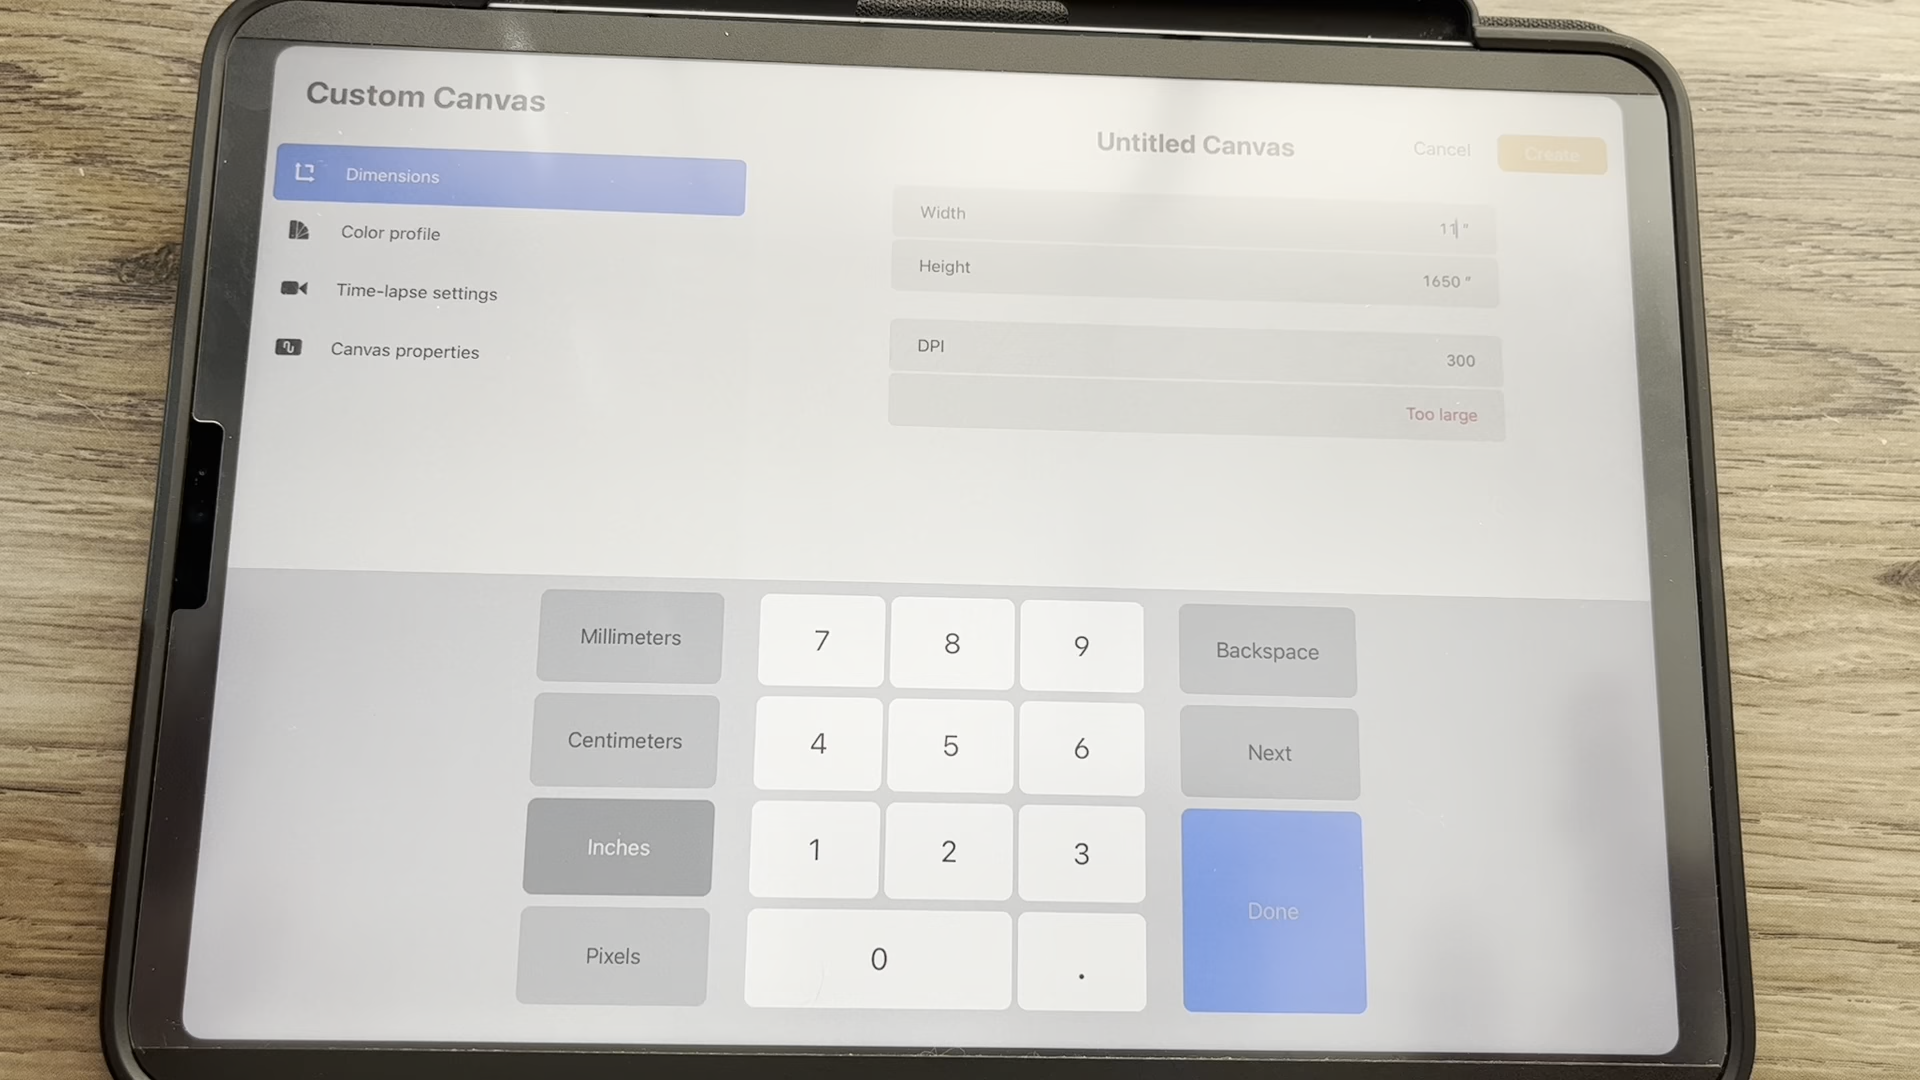 Custom Canvas
Untitled Canvas
Cancel
Create
Dimensions
Color profile
Time-lapse settings
Canvas properties
Width 11 "
Height 1650 "
DPI 300
Too large
Millimeters 7 8 9 Backspace
Centimeters 4 5 6 Next
Inches 1 2 3
Done
Pixels 0 .